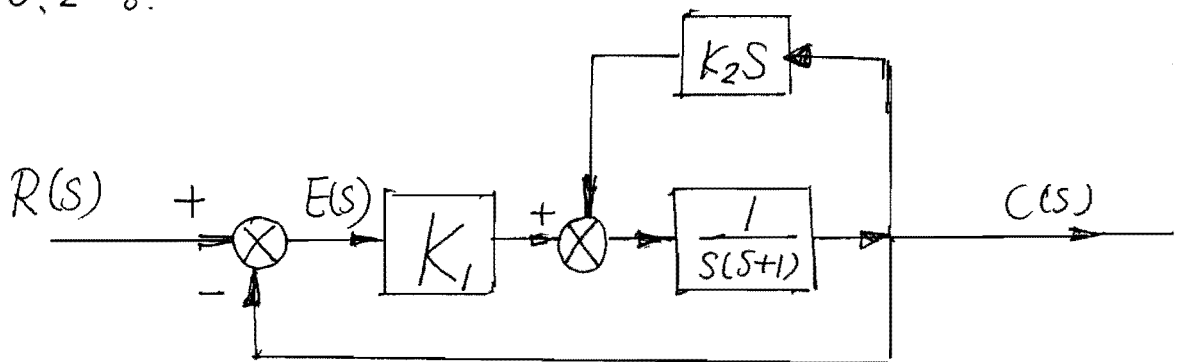 K₂S
R(S) + E(S) K₁ + 1/S(S+1) C(S)
-